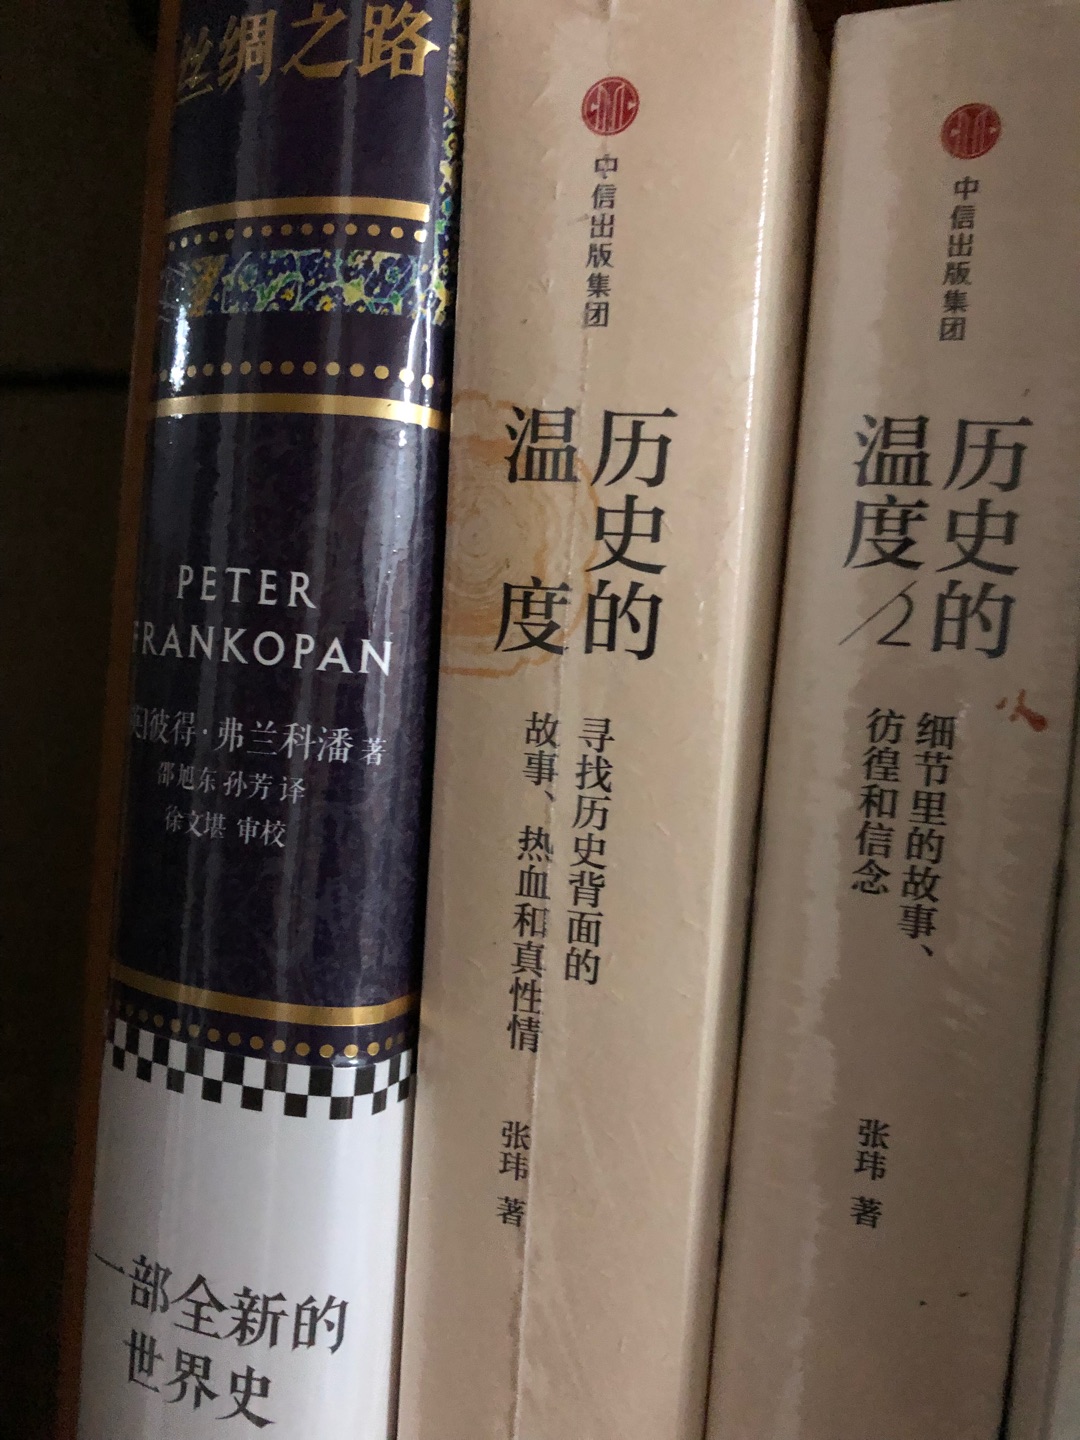 丝绸之路
PETER
FRANKOPAN
[英]彼得·弗兰科潘 著
邵旭东 孙芳 译
徐文堪 审校
一部全新的
世界史
中信出版集团
历史的
温度
寻找历史背面的
故事、热血和真性情
张玮 著
中信出版集团
历史的
温度/2
细节里的故事、
彷徨和信念
张玮 著